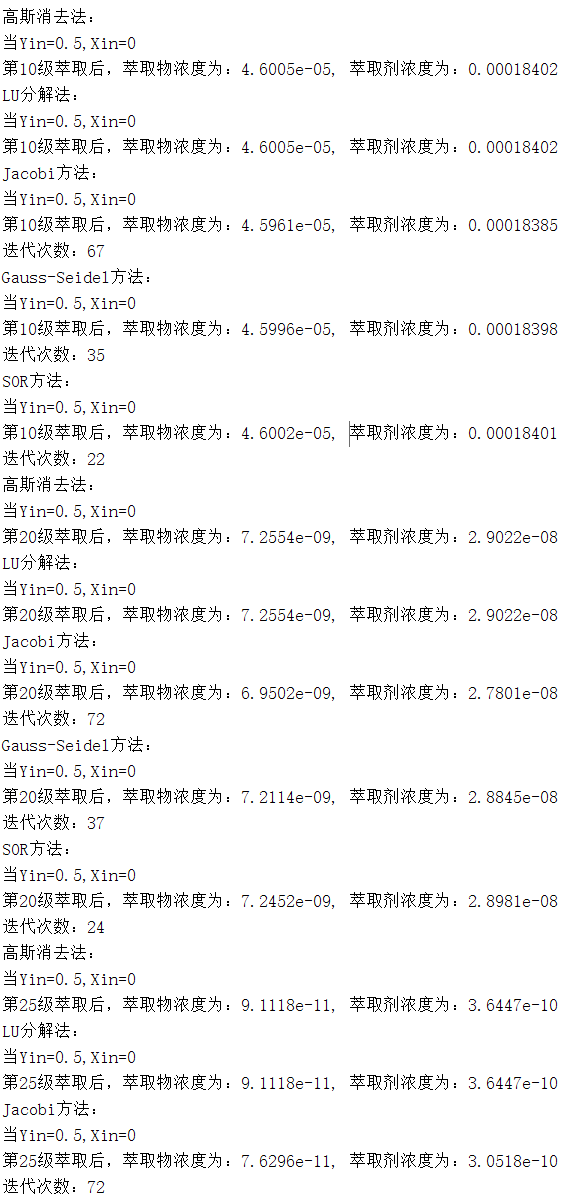 高斯消去法:
当Yin=0.5,Xin=0
第10级萃取后，萃取物浓度为：4.6005e-05, 萃取剂浓度为：0.00018402
LU分解法:
当Yin=0.5,Xin=0
第10级萃取后，萃取物浓度为：4.6005e-05, 萃取剂浓度为：0.00018402
Jacobi方法:
当Yin=0.5,Xin=0
第10级萃取后，萃取物浓度为：4.5961e-05, 萃取剂浓度为：0.00018385
迭代次数：67
Gauss-Seidel方法:
当Yin=0.5,Xin=0
第10级萃取后，萃取物浓度为：4.5996e-05, 萃取剂浓度为：0.00018398
迭代次数：35
SOR方法:
当Yin=0.5,Xin=0
第10级萃取后，萃取物浓度为：4.6002e-05, 萃取剂浓度为：0.00018401
迭代次数：22
高斯消去法:
当Yin=0.5,Xin=0
第20级萃取后，萃取物浓度为：7.2554e-09, 萃取剂浓度为：2.9022e-08
LU分解法:
当Yin=0.5,Xin=0
第20级萃取后，萃取物浓度为：7.2554e-09, 萃取剂浓度为：2.9022e-08
Jacobi方法:
当Yin=0.5,Xin=0
第20级萃取后，萃取物浓度为：6.9502e-09, 萃取剂浓度为：2.7801e-08
迭代次数：72
Gauss-Seidel方法:
当Yin=0.5,Xin=0
第20级萃取后，萃取物浓度为：7.2114e-09, 萃取剂浓度为：2.8845e-08
迭代次数：37
SOR方法:
当Yin=0.5,Xin=0
第20级萃取后，萃取物浓度为：7.2452e-09, 萃取剂浓度为：2.8981e-08
迭代次数：24
高斯消去法:
当Yin=0.5,Xin=0
第25级萃取后，萃取物浓度为：9.1118e-11, 萃取剂浓度为：3.6447e-10
LU分解法:
当Yin=0.5,Xin=0
第25级萃取后，萃取物浓度为：9.1118e-11, 萃取剂浓度为：3.6447e-10
Jacobi方法:
当Yin=0.5,Xin=0
第25级萃取后，萃取物浓度为：7.6296e-11, 萃取剂浓度为：3.0518e-10
迭代次数：72